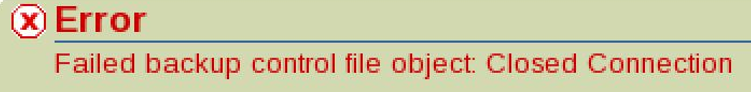 Error
Failed backup control file object: Closed Connection